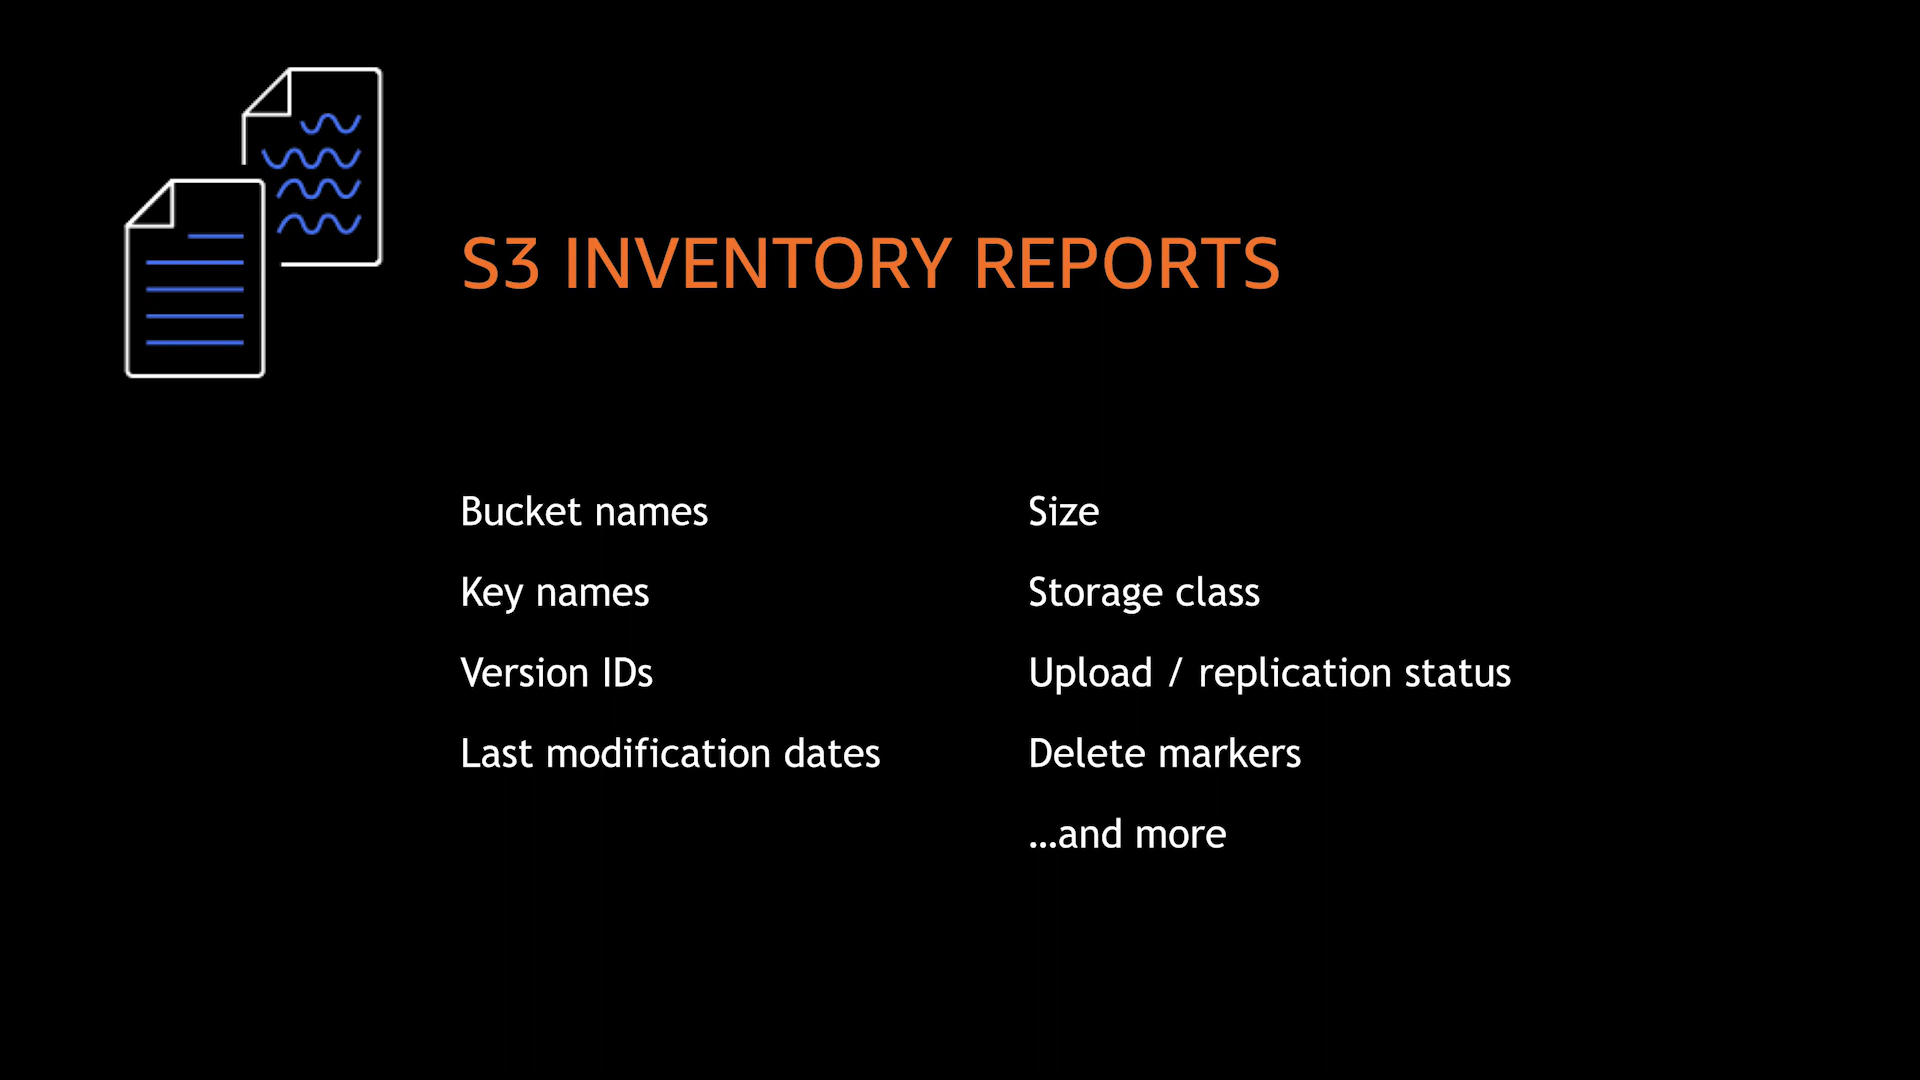 S3 INVENTORY REPORTS
Bucket names
Key names
Version IDs
Last modification dates
Size
Storage class
Upload / replication status
Delete markers
...and more